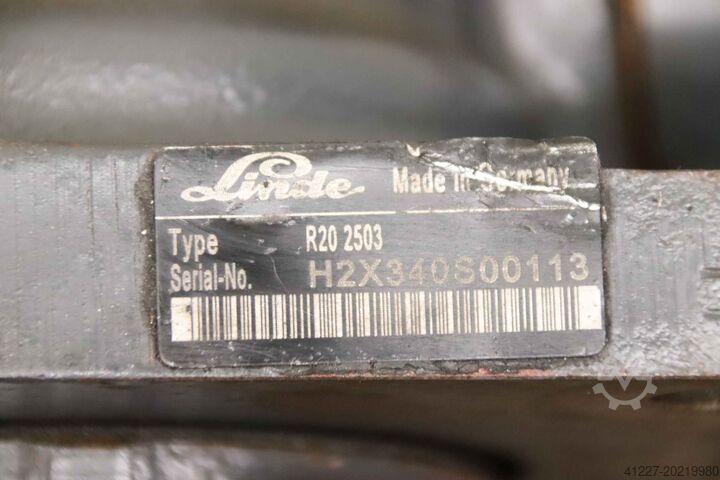 Linde Made in Germany
Type R20 2503
Serial-No. H2X340S00113
41227-20219980